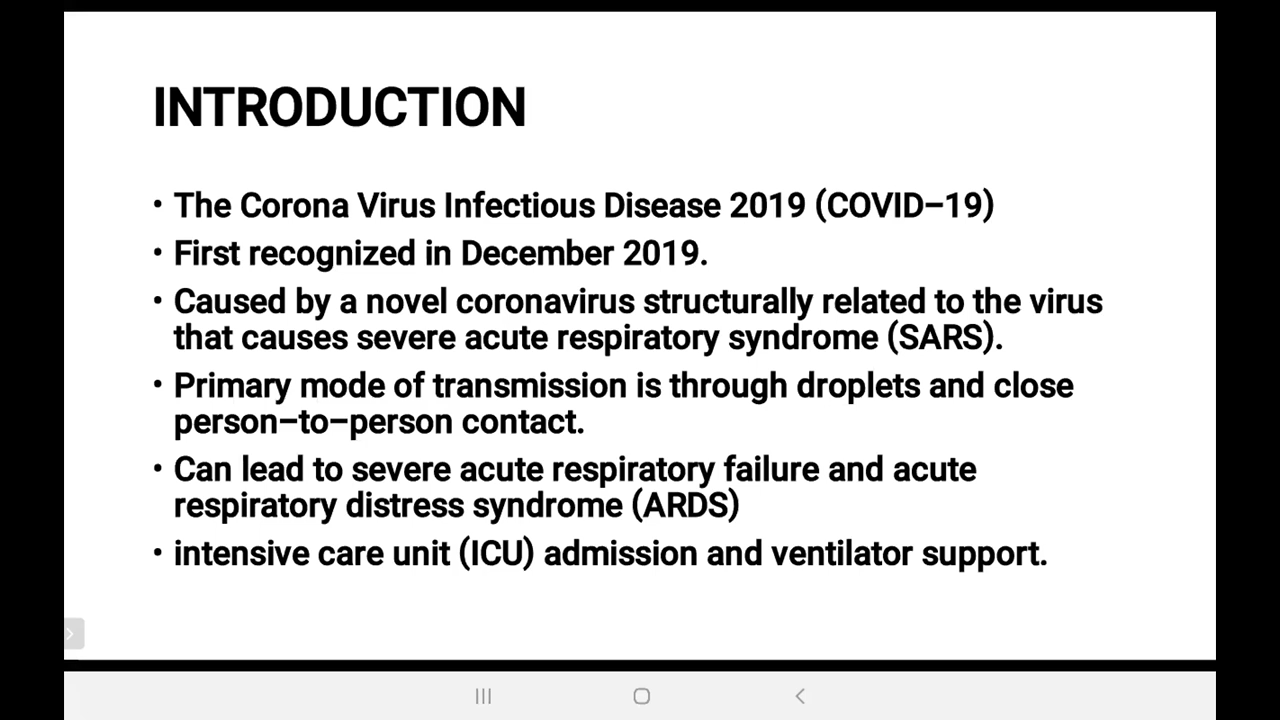 INTRODUCTION
• The Corona Virus Infectious Disease 2019 (COVID–19)
• First recognized in December 2019.
• Caused by a novel coronavirus structurally related to the virus
that causes severe acute respiratory syndrome (SARS).
• Primary mode of transmission is through droplets and close
person–to–person contact.
• Can lead to severe acute respiratory failure and acute
respiratory distress syndrome (ARDS)
• intensive care unit (ICU) admission and ventilator support.